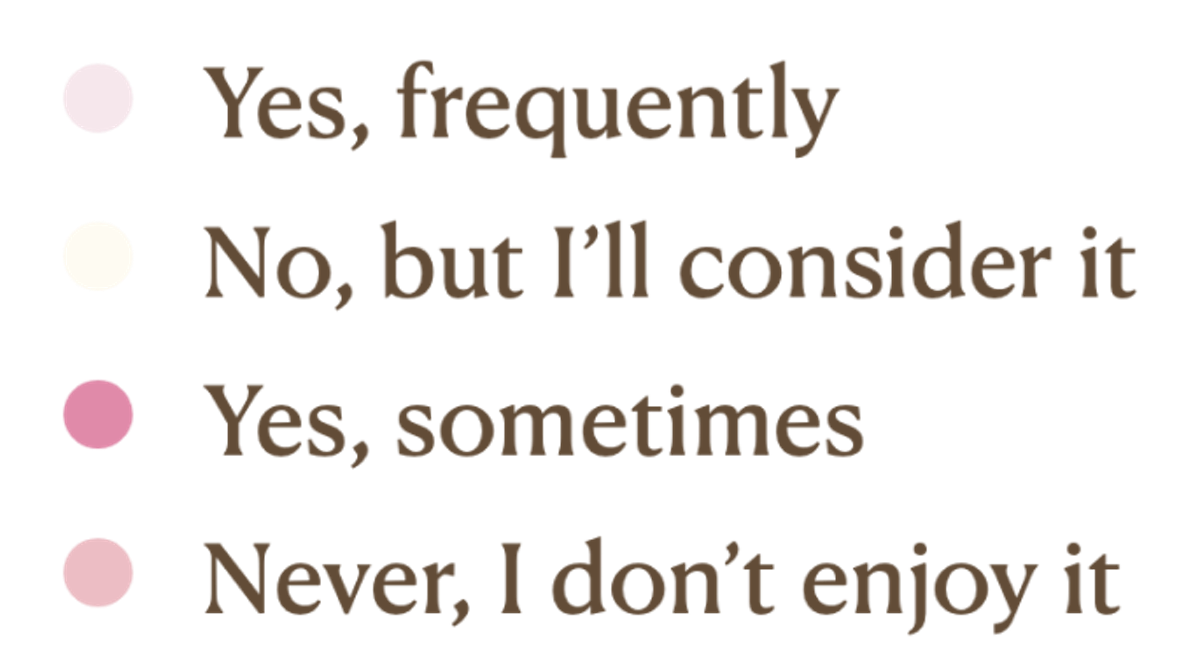 Yes, frequently
No, but I’ll consider it
Yes, sometimes
Never, I don’t enjoy it